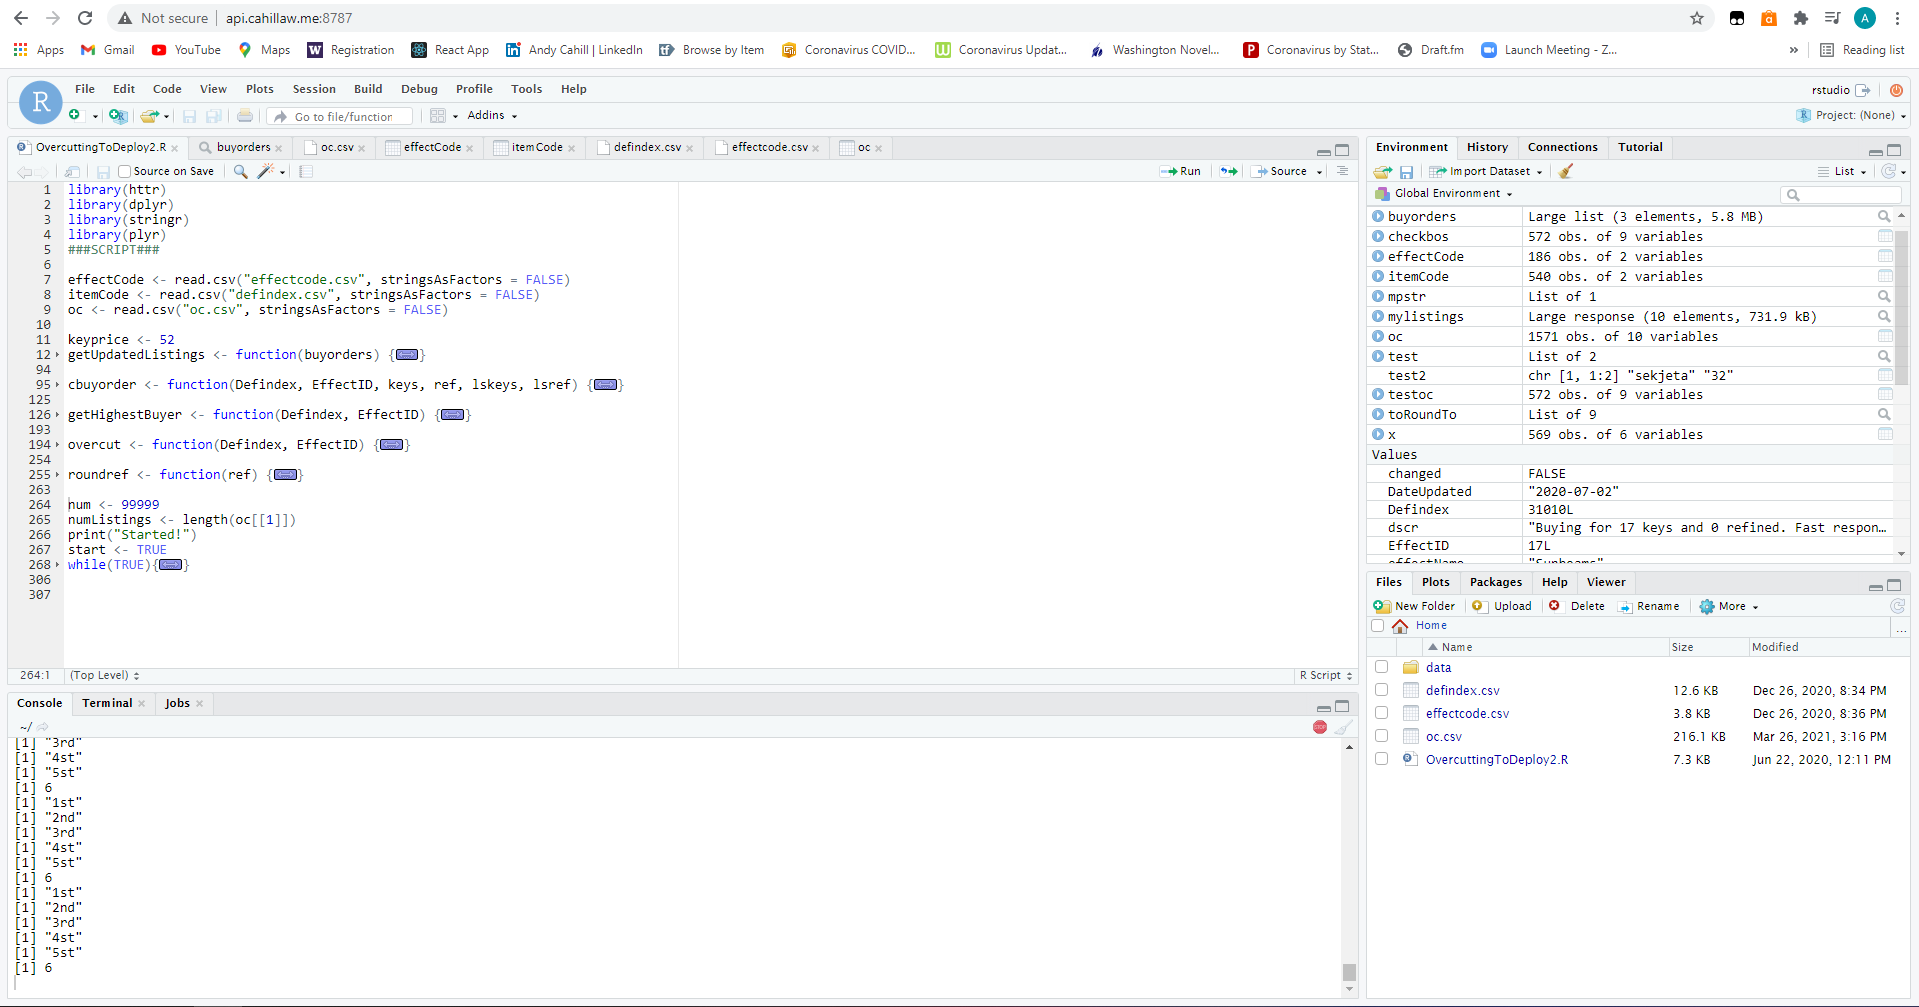 Not secure | api.cahillaw.me:8787
A
Apps Gmail YouTube Maps Registration React App Andy Cahill | LinkedIn Browse by Item Coronavirus COVID... Coronavirus Updat... Washington Novel... Coronavirus by Stat... Draft.fm Launch Meeting - Z... » Reading list
R File Edit Code View Plots Session Build Debug Profile Tools Help rstudio
Go to file/function Addins Project: (None)
OvercuttingToDeploy2.R buyorders oc.csv effectCode itemCode defindex.csv effectcode.csv oc
Source on Save Run Source
1 library(httr)
2 library(dplyr)
3 library(stringr)
4 library(plyr)
5 ###SCRIPT###
6
7 effectCode <- read.csv("effectcode.csv", stringsAsFactors = FALSE)
8 itemCode <- read.csv("defindex.csv", stringsAsFactors = FALSE)
9 oc <- read.csv("oc.csv", stringsAsFactors = FALSE)
10
11 keyprice <- 52
12 getUpdatedListings <- function(buyorders) {}
94
95 cbuyorder <- function(Defindex, EffectID, keys, ref, lskeys, lsref) {}
125
126 getHighestBuyer <- function(Defindex, EffectID) {}
193
194 overcut <- function(Defindex, EffectID) {}
254
255 roundref <- function(ref) {}
263
264 num <- 99999
265 numListings <- length(oc[[1]])
266 print("Started!")
267 start <- TRUE
268 while(TRUE){}
306
307
264:1 (Top Level) R Script
Console Terminal Jobs
~/
[1] "3rd"
[1] "4st"
[1] "5st"
[1] 6
[1] "1st"
[1] "2nd"
[1] "3rd"
[1] "4st"
[1] "5st"
[1] 6
[1] "1st"
[1] "2nd"
[1] "3rd"
[1] "4st"
[1] "5st"
[1] 6
Environment History Connections Tutorial
Import Dataset List
Global Environment
buyorders Large list (3 elements, 5.8 MB)
checkbos 572 obs. of 9 variables
effectCode 186 obs. of 2 variables
itemCode 540 obs. of 2 variables
mpstr List of 1
mylistings Large response (10 elements, 731.9 kB)
oc 1571 obs. of 10 variables
test List of 2
test2 chr [1, 1:2] "sekjeta" "32"
testoc 572 obs. of 9 variables
toRoundTo List of 9
x 569 obs. of 6 variables
Values
changed FALSE
DateUpdated "2020-07-02"
Defindex 31010L
dscr "Buying for 17 keys and 0 refined. Fast respon...
EffectID 17L
effectName "Sunbeams"
Files Plots Packages Help Viewer
New Folder Upload Delete Rename More
Home ...
Name Size Modified
data
defindex.csv 12.6 KB Dec 26, 2020, 8:34 PM
effectcode.csv 3.8 KB Dec 26, 2020, 8:36 PM
oc.csv 216.1 KB Mar 26, 2021, 3:16 PM
OvercuttingToDeploy2.R 7.3 KB Jun 22, 2020, 12:11 PM